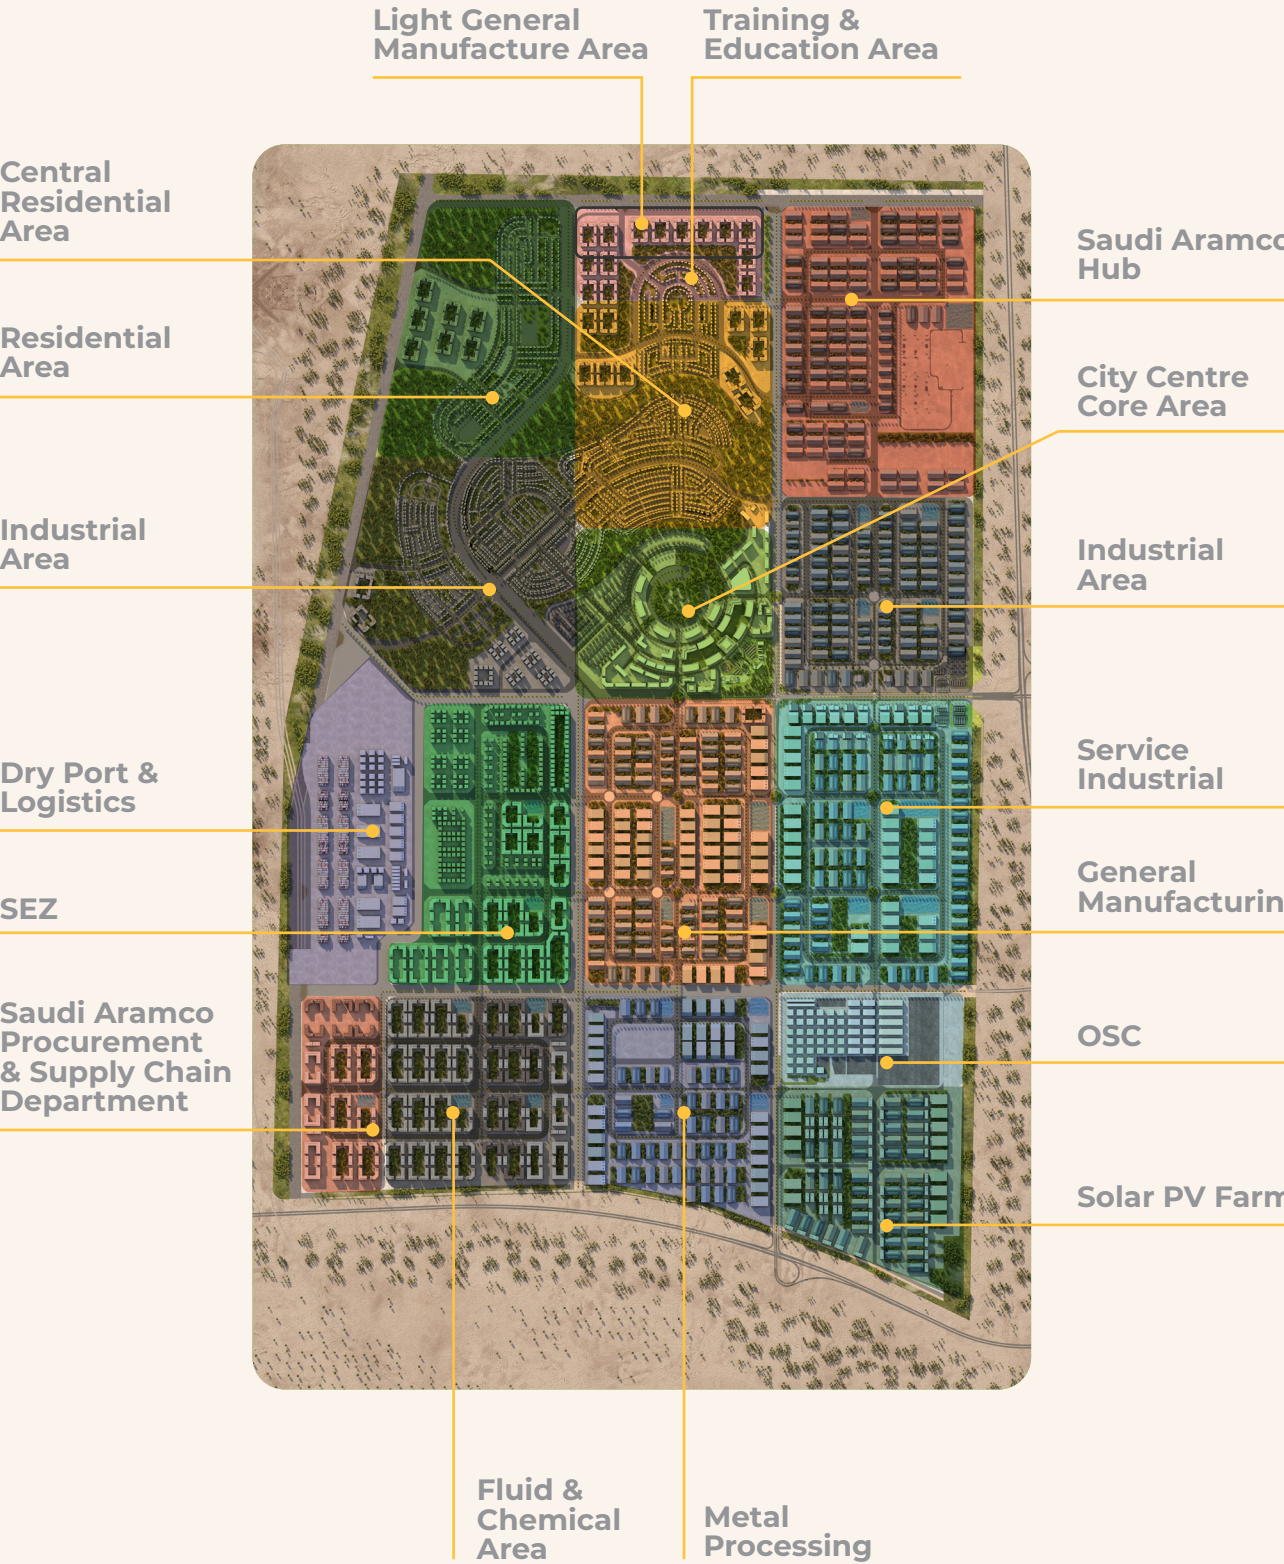 Light General
Manufacture Area
Training &
Education Area
Central
Residential
Area
Saudi Aramco
Hub
Residential
Area
City Centre
Core Area
Industrial
Area
Industrial
Area
Service
Industrial
Dry Port &
Logistics
General
Manufacturin
SEZ
Saudi Aramco
Procurement
& Supply Chain
Department
OSC
Solar PV Farm
Fluid &
Chemical
Area
Metal
Processing